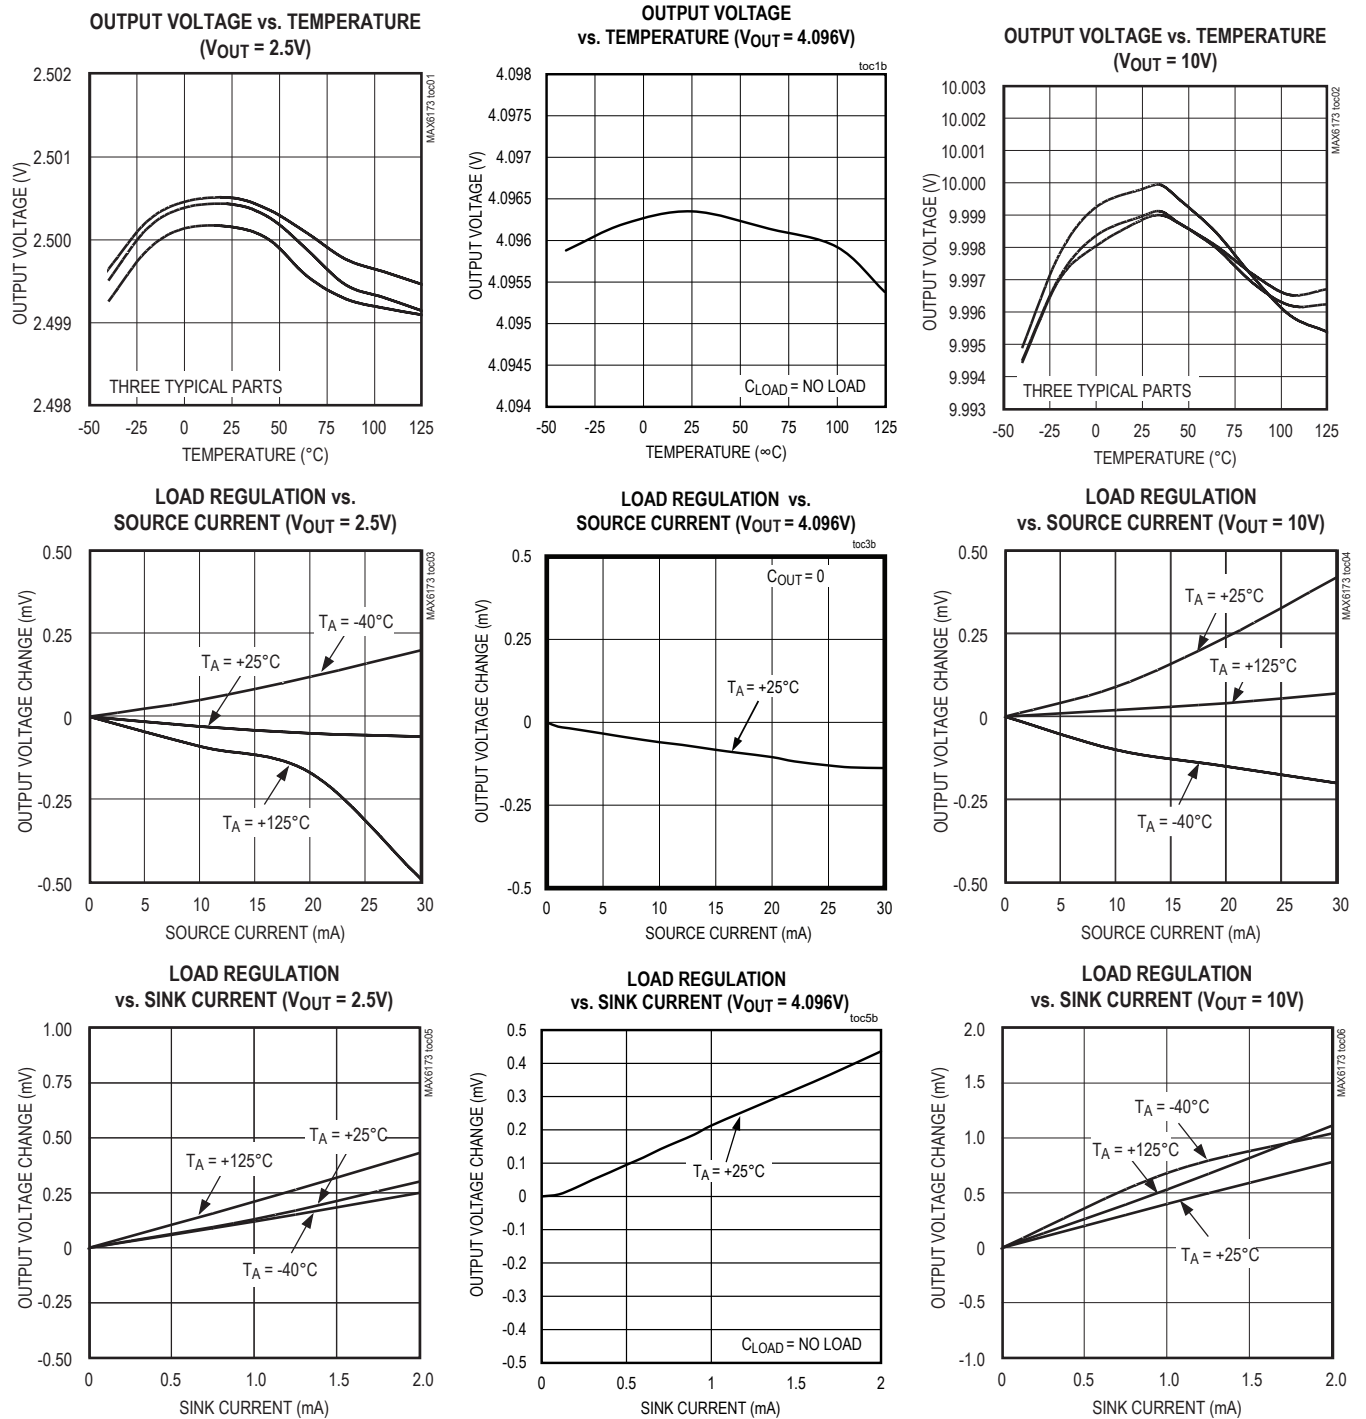 OUTPUT VOLTAGE vs. TEMPERATURE
(VOUT = 2.5V)
MAX6173 toc01
OUTPUT VOLTAGE (V)
2.502
2.501
2.500
2.499
2.498
THREE TYPICAL PARTS
-50 -25 0 25 50 75 100 125
TEMPERATURE (°C)
OUTPUT VOLTAGE
vs. TEMPERATURE (VOUT = 4.096V)
toc1b
OUTPUT VOLTAGE (V)
4.098
4.0975
4.097
4.0965
4.096
4.0955
4.095
4.0945
4.094
CLOAD = NO LOAD
-50 -25 0 25 50 75 100 125
TEMPERATURE (∞C)
OUTPUT VOLTAGE vs. TEMPERATURE
(VOUT = 10V)
MAX6173 toc02
OUTPUT VOLTAGE (V)
10.003
10.002
10.001
10.000
9.999
9.998
9.997
9.996
9.995
9.994
9.993
THREE TYPICAL PARTS
-50 -25 0 25 50 75 100 125
TEMPERATURE (°C)
LOAD REGULATION vs.
SOURCE CURRENT (VOUT = 2.5V)
MAX6173 toc03
OUTPUT VOLTAGE CHANGE (mV)
0.50
0.25
0
-0.25
-0.50
TA = -40°C
TA = +25°C
TA = +125°C
0 5 10 15 20 25 30
SOURCE CURRENT (mA)
LOAD REGULATION vs.
SOURCE CURRENT (VOUT = 4.096V)
toc3b
OUTPUT VOLTAGE CHANGE (mV)
0.5
0.25
0
-0.25
-0.5
COUT = 0
TA = +25°C
0 5 10 15 20 25 30
SOURCE CURRENT (mA)
LOAD REGULATION
vs. SOURCE CURRENT (VOUT = 10V)
MAX6173 toc04
OUTPUT VOLTAGE CHANGE (mV)
0.50
0.25
0
-0.25
-0.50
TA = +25°C
TA = +125°C
TA = -40°C
0 5 10 15 20 25 30
SOURCE CURRENT (mA)
LOAD REGULATION
vs. SINK CURRENT (VOUT = 2.5V)
MAX6173 toc05
OUTPUT VOLTAGE CHANGE (mV)
1.00
0.75
0.50
0.25
0
-0.25
-0.50
TA = +25°C
TA = +125°C
TA = -40°C
0 0.5 1.0 1.5 2.0
SINK CURRENT (mA)
LOAD REGULATION
vs. SINK CURRENT (VOUT = 4.096V)
toc5b
OUTPUT VOLTAGE CHANGE (mV)
0.5
0.4
0.3
0.2
0.1
0
-0.1
-0.2
-0.3
-0.4
-0.5
TA = +25°C
CLOAD = NO LOAD
0 0.5 1 1.5 2
SINK CURRENT (mA)
LOAD REGULATION
vs. SINK CURRENT (VOUT = 10V)
MAX6173 toc06
OUTPUT VOLTAGE CHANGE (mV)
2.0
1.5
1.0
0.5
0
-0.5
-1.0
TA = -40°C
TA = +125°C
TA = +25°C
0 0.5 1.0 1.5 2.0
SINK CURRENT (mA)